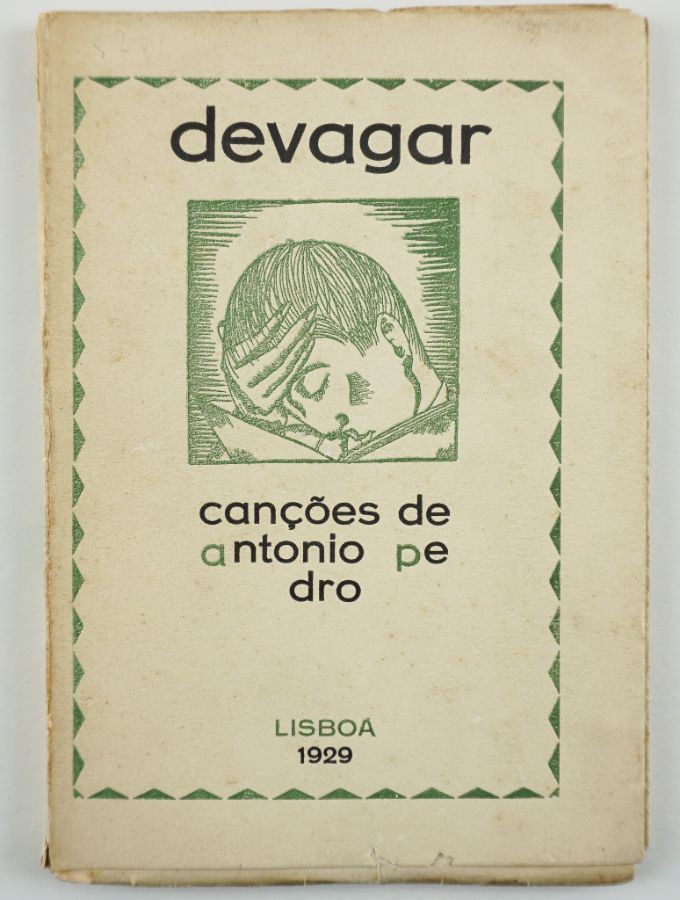 devagar
canções de
antonio pe
dro
LISBOA
1929